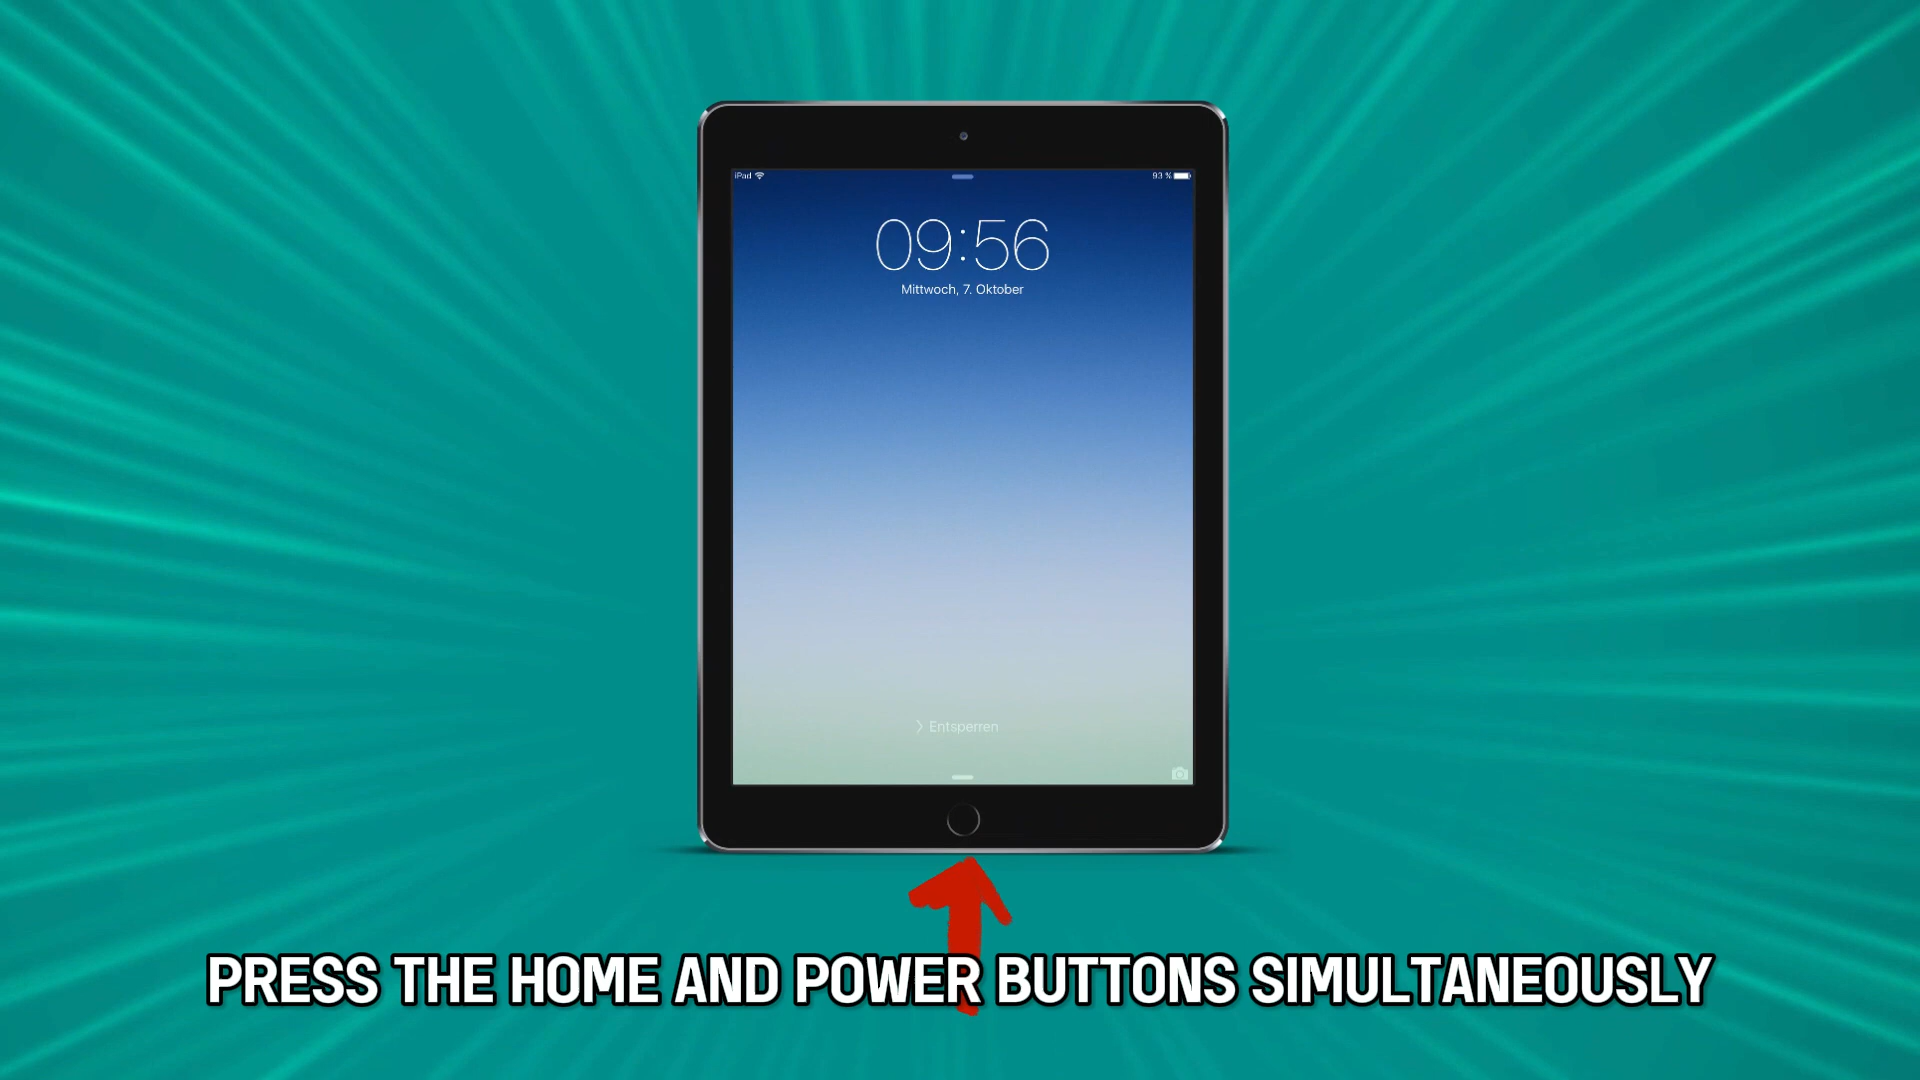 iPad 93 %
09:56
Mittwoch, 7. Oktober
Entsperren
PRESS THE HOME AND POWER BUTTONS SIMULTANEOUSLY